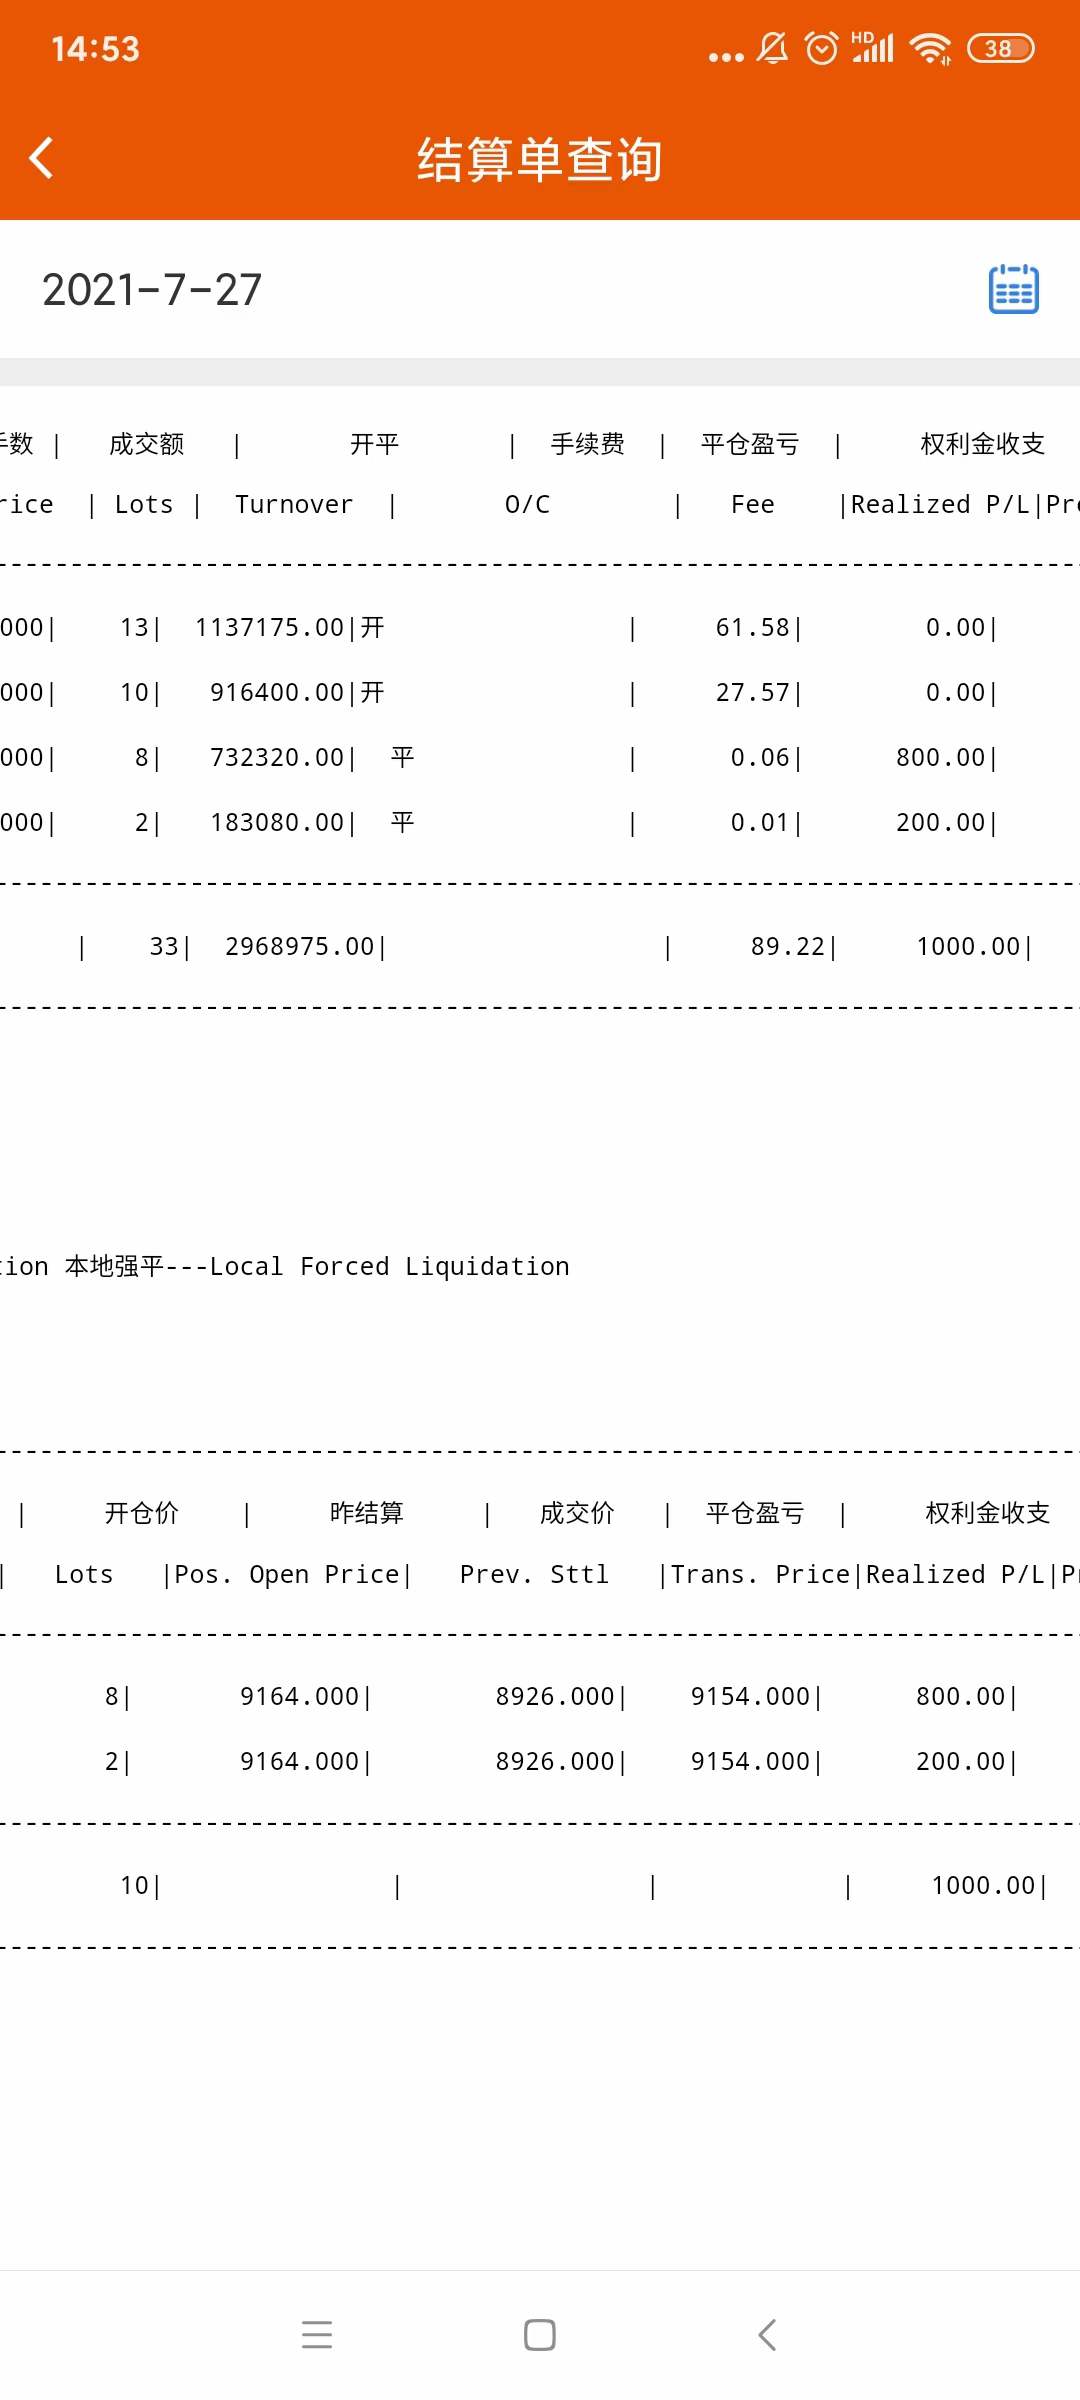 14:53
HD
38
结算单查询
2021-7-27
手数 | 成交额 | 开平 | 手续费 | 平仓盈亏 | 权利金收支
rice | Lots | Turnover | O/C | Fee |Realized P/L|Pre
000| 13| 1137175.00|开 | 61.58| 0.00|
000| 10| 916400.00|开 | 27.57| 0.00|
000| 8| 732320.00| 平 | 0.06| 800.00|
000| 2| 183080.00| 平 | 0.01| 200.00|
| 33| 2968975.00| | 89.22| 1000.00|
tion 本地强平---Local Forced Liquidation
| 开仓价 | 昨结算 | 成交价 | 平仓盈亏 | 权利金收支
| Lots |Pos. Open Price| Prev. Sttl |Trans. Price|Realized P/L|Pr
8| 9164.000| 8926.000| 9154.000| 800.00|
2| 9164.000| 8926.000| 9154.000| 200.00|
10| | | | 1000.00|